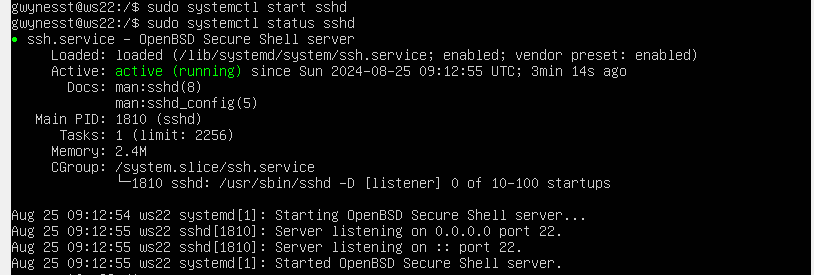 gwynesst@ws22:/$ sudo systemctl start sshd
gwynesst@ws22:/$ sudo systemctl status sshd
● ssh.service - OpenBSD Secure Shell server
Loaded: loaded (/lib/systemd/system/ssh.service; enabled; vendor preset: enabled)
Active: active (running) since Sun 2024-08-25 09:12:55 UTC; 3min 14s ago
Docs: man:sshd(8)
man:sshd_config(5)
Main PID: 1810 (sshd)
Tasks: 1 (limit: 2256)
Memory: 2.4M
CGroup: /system.slice/ssh.service
└─1810 sshd: /usr/sbin/sshd -D [listener] 0 of 10-100 startups
Aug 25 09:12:54 ws22 systemd[1]: Starting OpenBSD Secure Shell server...
Aug 25 09:12:55 ws22 sshd[1810]: Server listening on 0.0.0.0 port 22.
Aug 25 09:12:55 ws22 sshd[1810]: Server listening on :: port 22.
Aug 25 09:12:55 ws22 systemd[1]: Started OpenBSD Secure Shell server.